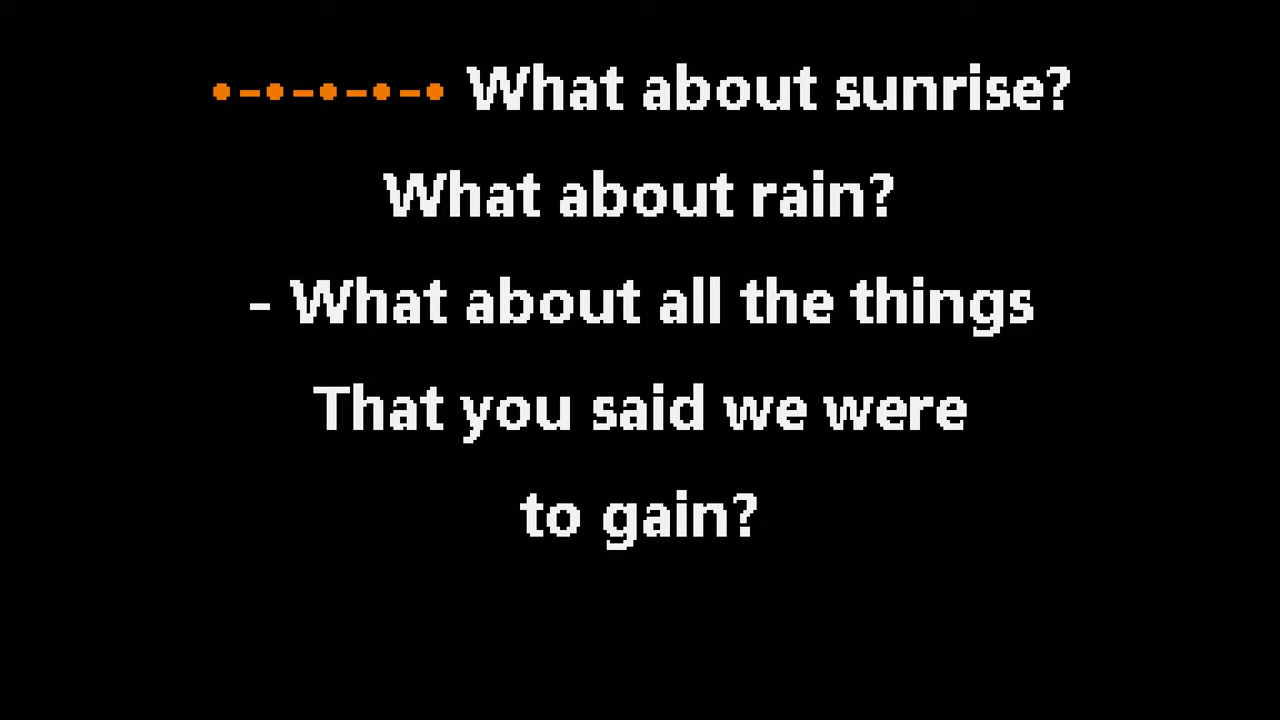 •–•–•–•–• What about sunrise?
What about rain?
- What about all the things
That you said we were
to gain?